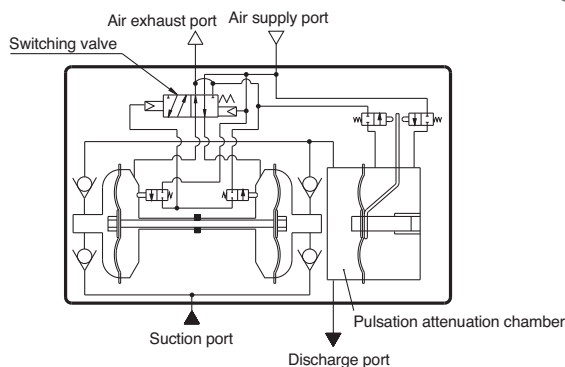 Air exhaust port
Air supply port
Switching valve
Suction port
Pulsation attenuation chamber
Discharge port